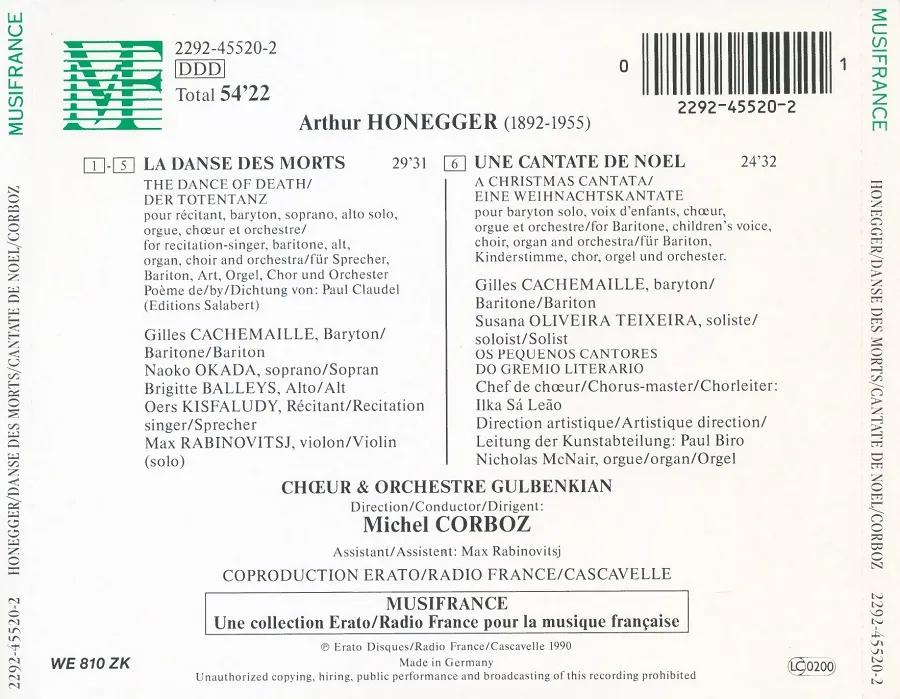 MUSIFRANCE
HONEGGER/DANSE DES MORTS/CANTATE DE NOEL/CORBOZ
2292-45520-2
MF
2292-45520-2
DDD
Total 54'22
0
1
2292-45520-2
Arthur HONEGGER (1892-1955)
1-5 LA DANSE DES MORTS 29'31
THE DANCE OF DEATH/
DER TOTENTANZ
pour récitant, baryton, soprano, alto solo,
orgue, chœur et orchestre/
for recitation-singer, baritone, alt,
organ, choir and orchestra/für Sprecher,
Bariton, Art, Orgel, Chor und Orchester
Poème de/by/Dichtung von: Paul Claudel
(Editions Salabert)
Gilles CACHEMAILLE, Baryton/
Baritone/Bariton
Naoko OKADA, soprano/Sopran
Brigitte BALLEYS, Alto/Alt
Oers KISFALUDY, Récitant/Recitation
singer/Sprecher
Max RABINOVITSJ, violon/Violin
(solo)
6 UNE CANTATE DE NOEL 24'32
A CHRISTMAS CANTATA/
EINE WEIHNACHTSKANTATE
pour baryton solo, voix d'enfants, chœur,
orgue et orchestre/for Baritone, children's voice,
choir, organ and orchestra/für Bariton,
Kinderstimme, chor, orgel und orchester.
Gilles CACHEMAILLE, baryton/
Baritone/Bariton
Susana OLIVEIRA TEIXEIRA, soliste/
soloist/Solist
OS PEQUENOS CANTORES
DO GREMIO LITERARIO
Chef de chœur/Chorus-master/Chorleiter:
Ilka Sá Leão
Direction artistique/Artistique direction/
Leitung der Kunstabteilung: Paul Biro
Nicholas McNair, orgue/organ/Orgel
CHŒUR & ORCHESTRE GULBENKIAN
Direction/Conductor/Dirigent:
Michel CORBOZ
Assistant/Assistent: Max Rabinovitsj
COPRODUCTION ERATO/RADIO FRANCE/CASCAVELLE
MUSIFRANCE
Une collection Erato/Radio France pour la musique française
℗ Erato Disques/Radio France/Cascavelle 1990
Made in Germany
Unauthorized copying, hiring, public performance and broadcasting of this recording prohibited
WE 810 ZK
LC 0200
MUSIFRANCE
HONEGGER/DANSE DES MORTS/CANTATE DE NOEL/CORBOZ
2292-45520-2